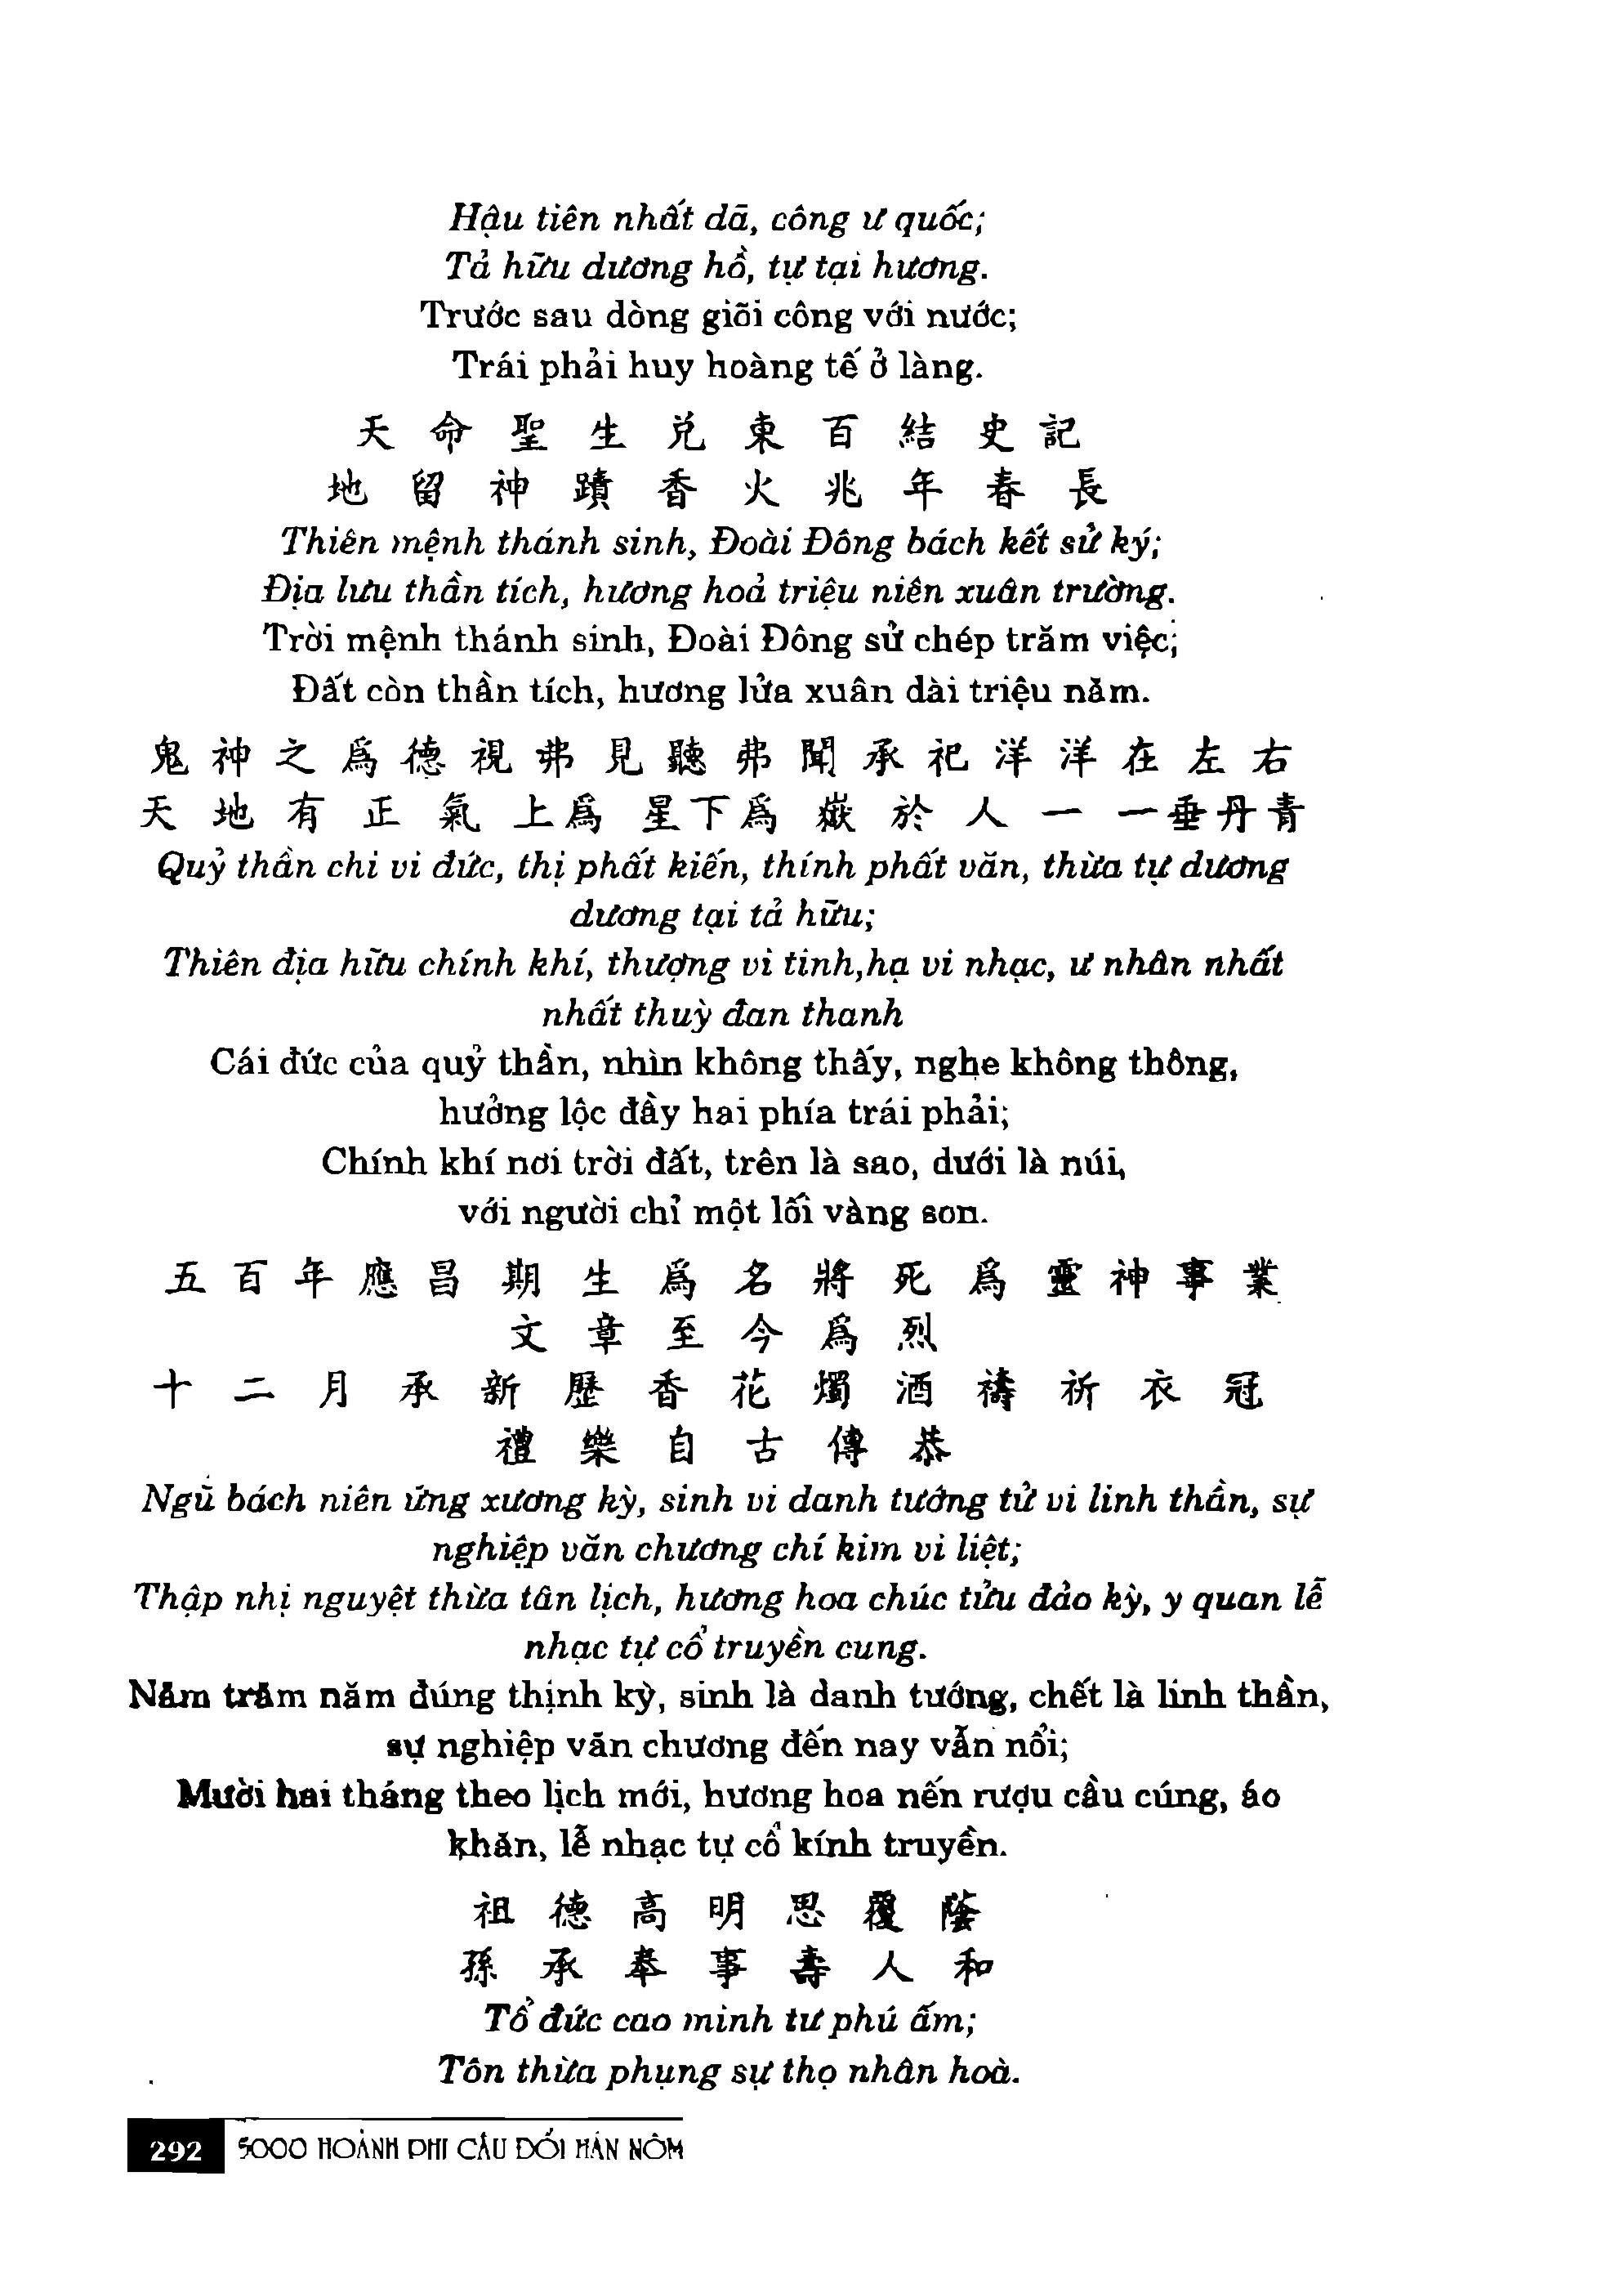 Hậu tiên nhất dã, công ư quốc;
Tả hữu dương hồ, tự tại hương.
Trước sau dòng giõi công với nước;
Trái phải huy hoàng tế ở làng.
天命聖生兑東百結史記
地留神蹟香火兆年春長
Thiên mệnh thánh sinh, Đoài Đông bách kết sử ký;
Địa lưu thần tích, hương hoả triệu niên xuân trường.
Trời mệnh thánh sinh, Đoài Đông sử chép trăm việc;
Đất còn thần tích, hương lửa xuân dài triệu năm.
鬼神之爲德視弗見聽弗聞承祀洋洋在左右
天地有正氣上爲星下爲嶽於人一一垂丹青
Quỷ thần chi vi đức, thị phất kiến, thính phất văn, thừa tự dương
dương tại tả hữu;
Thiên địa hữu chính khí, thượng vi tinh,hạ vi nhạc, ư nhân nhất
nhất thuỳ đan thanh
Cái đức của quỷ thần, nhìn không thấy, nghe không thông,
hưởng lộc đầy hai phía trái phải;
Chính khí nơi trời đất, trên là sao, dưới là núi,
với người chỉ một lối vàng son.
五百年應昌期生爲名將死爲靈神事業
文章至今爲烈
十二月承新歷香花燭酒禱祈衣冠
禮樂自古傳恭
Ngũ bách niên ứng xương kỳ, sinh vi danh tướng tử vi linh thần, sự
nghiệp văn chương chí kim vi liệt;
Thập nhị nguyệt thừa tân lịch, hương hoa chúc tửu đảo kỳ, y quan lễ
nhạc tự cổ truyền cung.
Năm trăm năm đúng thịnh kỳ, sinh là danh tướng, chết là linh thần,
sự nghiệp văn chương đến nay vẫn nổi;
Mười hai tháng theo lịch mới, hương hoa nến rượu cầu cúng, áo
khăn, lễ nhạc tự cổ kính truyền.
祖德高明思覆蔭
孫承奉事壽人和
Tổ đức cao minh tư phú ấm;
Tôn thừa phụng sự thọ nhân hoà.
292 5000 HOÀNH PHI CÂU ĐỐI HÁN NÔM